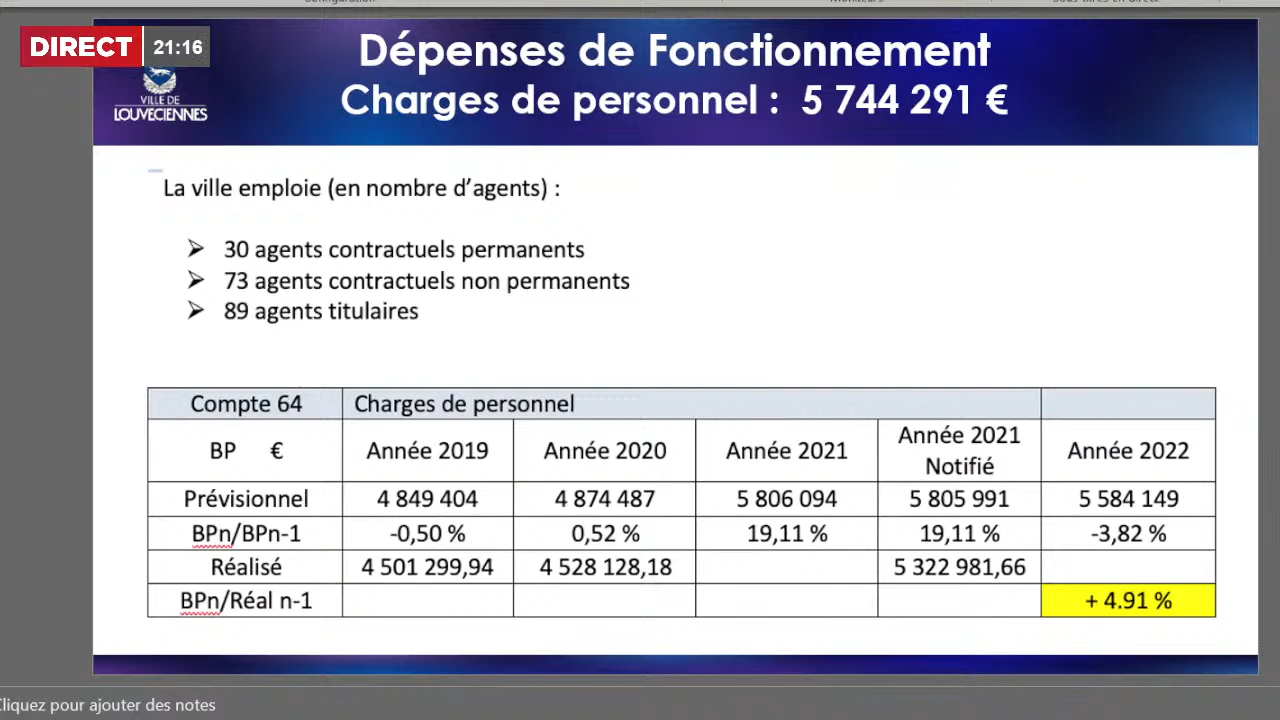 DIRECT 21:16
VILLE DE
LOUVECIENNES
Dépenses de Fonctionnement
Charges de personnel : 5 744 291 €
La ville emploie (en nombre d'agents) :
30 agents contractuels permanents
73 agents contractuels non permanents
89 agents titulaires
Compte 64 Charges de personnel
BP € Année 2019 Année 2020 Année 2021 Année 2021 Notifié Année 2022
Prévisionnel 4 849 404 4 874 487 5 806 094 5 805 991 5 584 149
BPn/BPn-1 -0,50 % 0,52 % 19,11 % 19,11 % -3,82 %
Réalisé 4 501 299,94 4 528 128,18 5 322 981,66
BPn/Réal n-1 + 4.91 %
Cliquez pour ajouter des notes